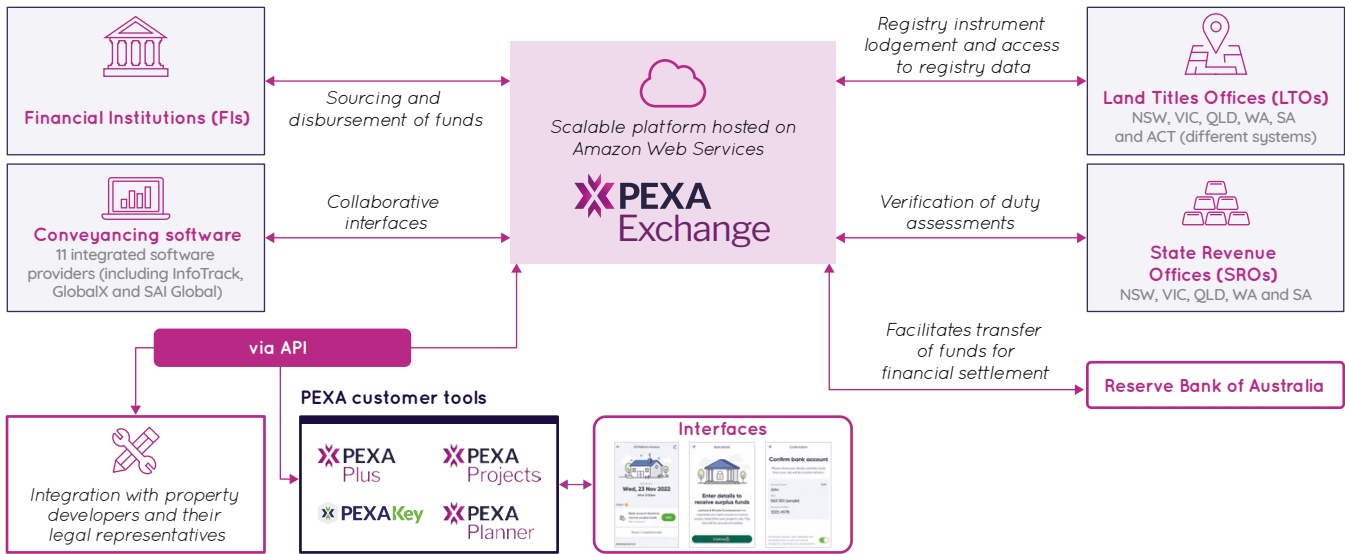 Financial Institutions (FIs)
Sourcing and
disbursement of funds
Conveyancing software
11 integrated software
providers (including InfoTrack,
GlobalX and SAI Global)
Collaborative
interfaces
Scalable platform hosted on
Amazon Web Services
PEXA
Exchange
Registry instrument
lodgement and access
to registry data
Land Titles Offices (LTOs)
NSW, VIC, QLD, WA, SA
and ACT (different systems)
Verification of duty
assessments
State Revenue
Offices (SROs)
NSW, VIC, QLD, WA and SA
Facilitates transfer
of funds for
financial settlement
Reserve Bank of Australia
via API
Integration with property
developers and their
legal representatives
PEXA customer tools
PEXA
Plus
PEXA
Projects
PEXAKey
PEXA
Planner
Interfaces
Wed, 23 Nov 2022
Enter details to
receive surplus funds
Confirm bank account